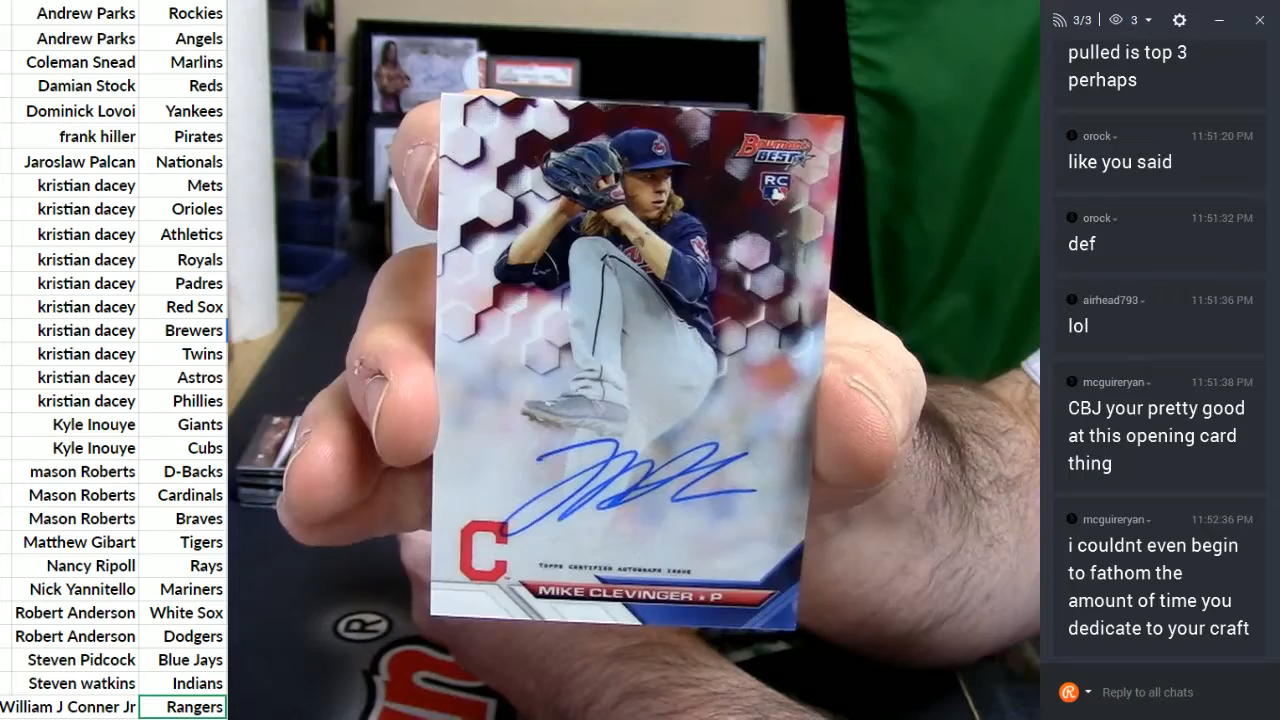 Andrew Parks Rockies
Andrew Parks Angels
Coleman Snead Marlins
Damian Stock Reds
Dominick Lovoi Yankees
frank hiller Pirates
Jaroslaw Palcan Nationals
kristian dacey Mets
kristian dacey Orioles
kristian dacey Athletics
kristian dacey Royals
kristian dacey Padres
kristian dacey Red Sox
kristian dacey Brewers
kristian dacey Twins
kristian dacey Astros
kristian dacey Phillies
Kyle Inouye Giants
Kyle Inouye Cubs
mason Roberts D-Backs
Mason Roberts Cardinals
Mason Roberts Braves
Matthew Gibart Tigers
Nancy Ripoll Rays
Nick Yannitello Mariners
Robert Anderson White Sox
Robert Anderson Dodgers
Steven Pidcock Blue Jays
Steven watkins Indians
William J Conner Jr Rangers
BOWMAN'S
BEST
RC
C
TOPPS CERTIFIED AUTOGRAPH ISSUE
MIKE CLEVINGER ★ P
®
3/3 3
pulled is top 3
perhaps
orock 11:51:20 PM
like you said
orock 11:51:32 PM
def
airhead793 11:51:36 PM
lol
mcguireryan 11:51:38 PM
CBJ your pretty good
at this opening card
thing
mcguireryan 11:52:36 PM
i couldnt even begin
to fathom the
amount of time you
dedicate to your craft
Reply to all chats